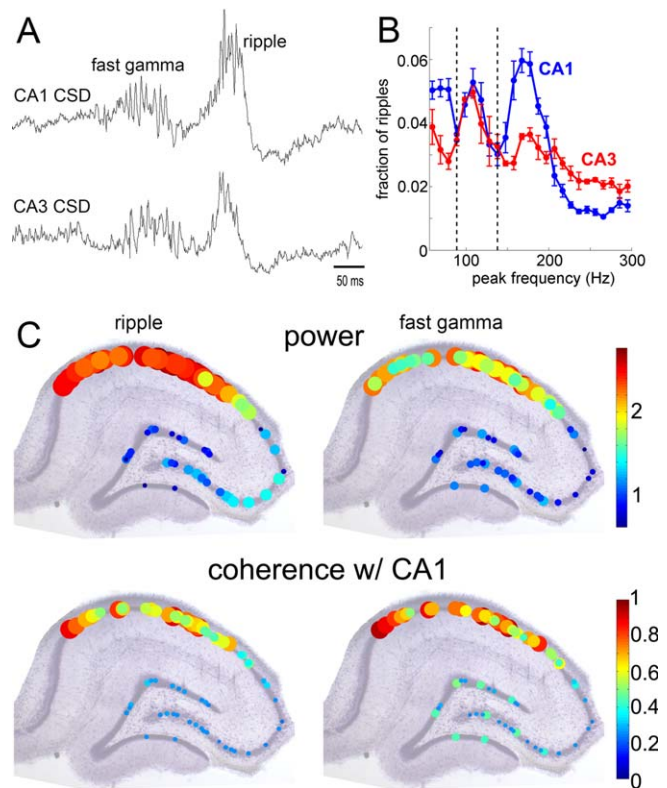 A
fast gamma
ripple
CA1 CSD
CA3 CSD
50 ms
B
fraction of ripples
0.06
0.04
0.02
0
CA1
CA3
100
200
300
peak frequency (Hz)
C
ripple
power
fast gamma
2
1
coherence w/ CA1
1
0.8
0.6
0.4
0.2
0